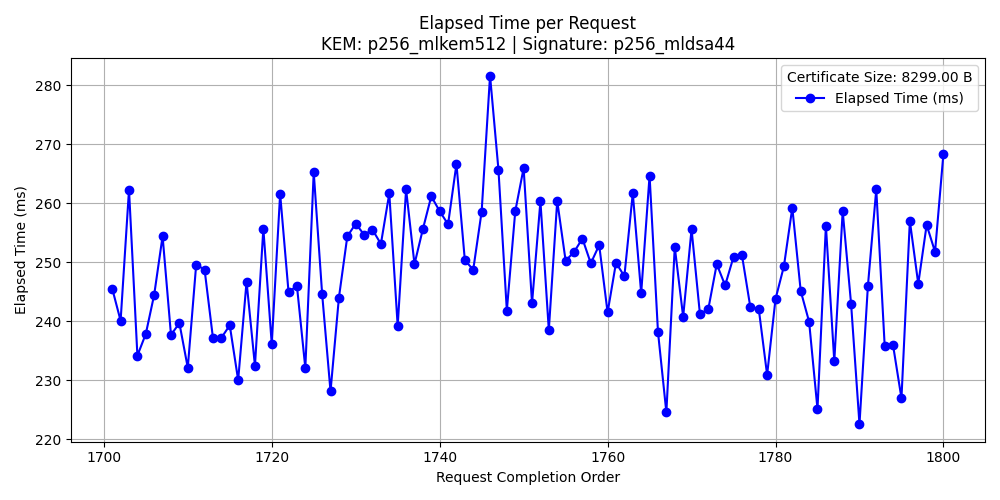 Elapsed Time per Request
KEM: p256_mlkem512 | Signature: p256_mldsa44
Certificate Size: 8299.00 B
Elapsed Time (ms)
Elapsed Time (ms)
280
270
260
250
240
230
220
1700
1720
1740
1760
1780
1800
Request Completion Order